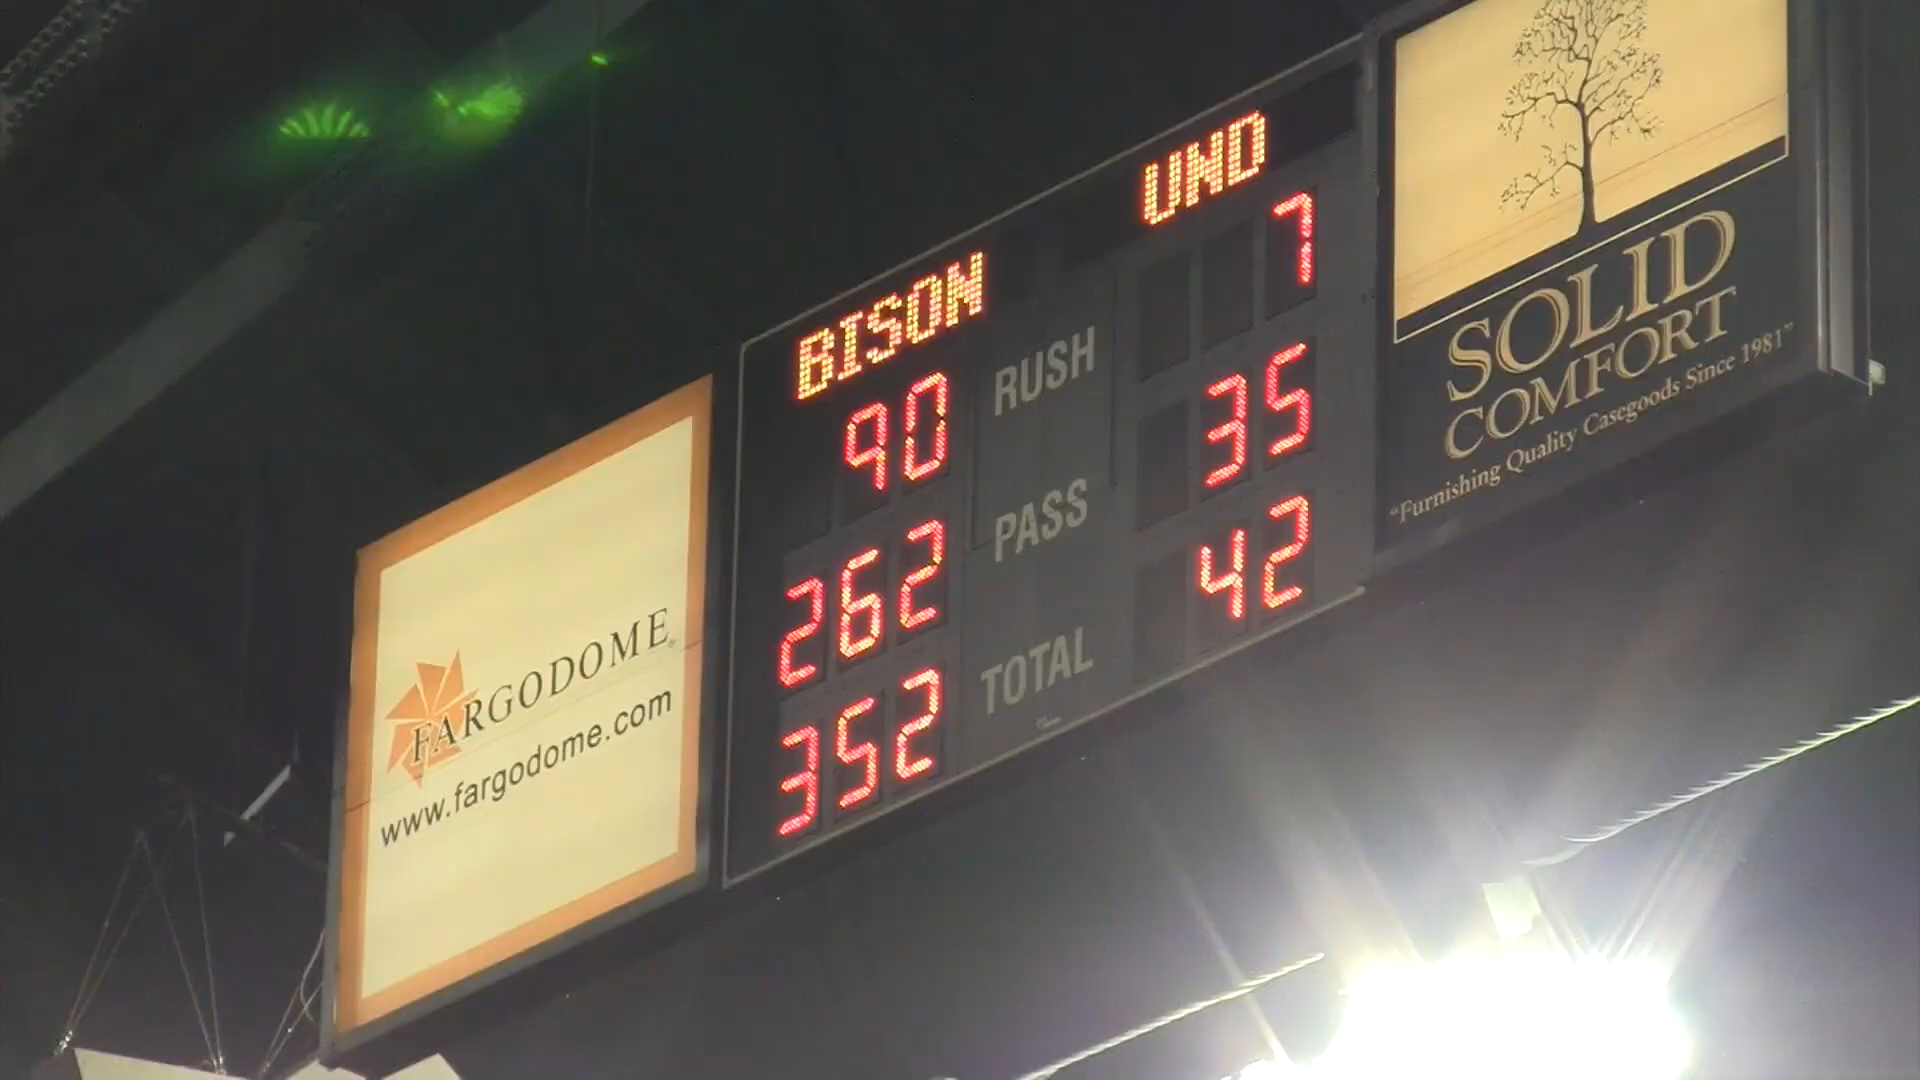 BISON UND
90 RUSH 7
262 PASS 35
352 TOTAL 42
FARGODOME
www.fargodome.com
SOLID
COMFORT
"Furnishing Quality Casegoods Since 1981"